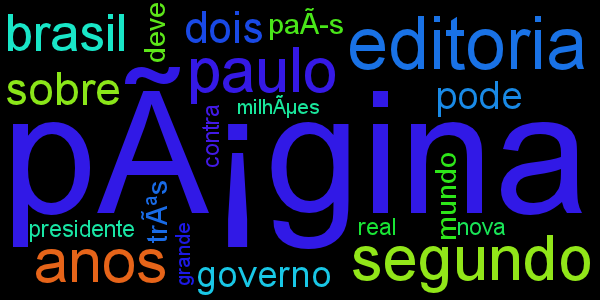 brasil
deve
dois
paÃ­-s
editoria
sobre
paulo
pode
milhÃµes
contra
pÃ¡gina
trÃªs
mundo
presidente
grande
real
nova
anos
governo
segundo